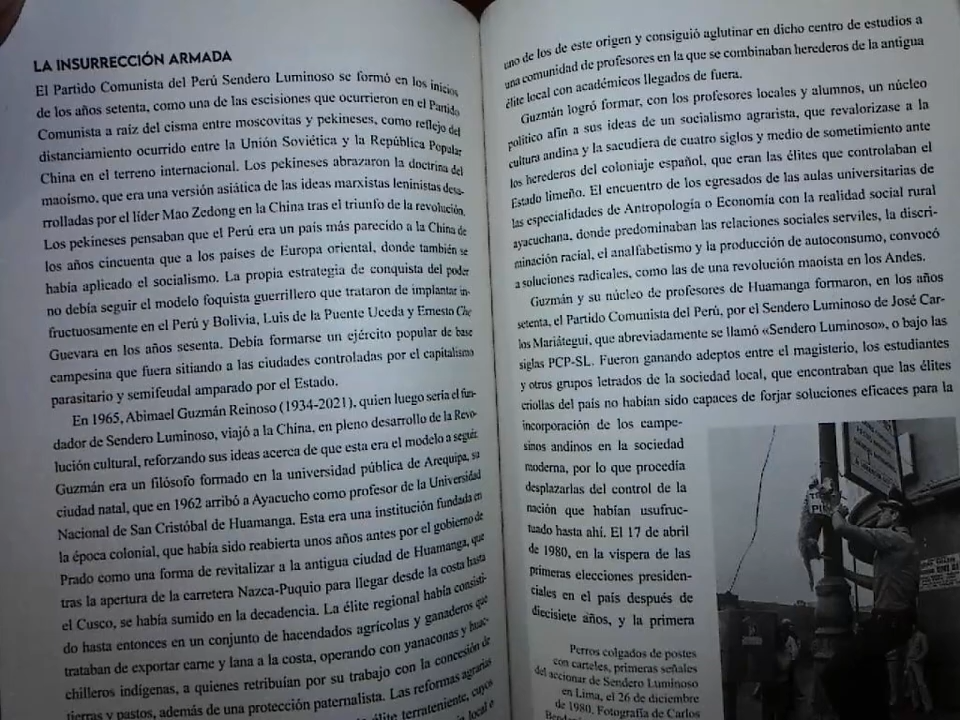 LA INSURRECCIÓN ARMADA
El Partido Comunista del Perú Sendero Luminoso se formó en los inicios
de los años setenta, como una de las escisiones que ocurrieron en el Partido
Comunista a raíz del cisma entre moscovitas y pekineses, como reflejo del
distanciamiento ocurrido entre la Unión Soviética y la República Popular
China en el terreno internacional. Los pekineses abrazaron la doctrina del
maoísmo, que era una versión asiática de las ideas marxistas leninistas desa-
rrolladas por el líder Mao Zedong en la China tras el triunfo de la revolución.
Los pekineses pensaban que el Perú era un país más parecido a la China de
los años cincuenta que a los países de Europa oriental, donde también se
había aplicado el socialismo. La propia estrategia de conquista del poder
no debía seguir el modelo foquista guerrillero que trataron de implantar in-
fructuosamente en el Perú y Bolivia, Luis de la Puente Uceda y Ernesto Che
Guevara en los años sesenta. Debía formarse un ejército popular de base
campesina que fuera sitiando a las ciudades controladas por el capitalismo
parasitario y semifeudal amparado por el Estado.
En 1965, Abimael Guzmán Reinoso (1934-2021), quien luego sería el fun-
dador de Sendero Luminoso, viajó a la China, en pleno desarrollo de la Revo-
lución cultural, reforzando sus ideas acerca de que esta era el modelo a seguir.
Guzmán era un filósofo formado en la universidad pública de Arequipa, su
ciudad natal, que en 1962 arribó a Ayacucho como profesor de la Universidad
Nacional de San Cristóbal de Huamanga. Esta era una institución fundada en
la época colonial, que había sido reabierta unos años antes por el gobierno de
Prado como una forma de revitalizar a la antigua ciudad de Huamanga, que
tras la apertura de la carretera Nazca-Puquio para llegar desde la costa hasta
el Cusco, se había sumido en la decadencia. La élite regional había consisti-
do hasta entonces en un conjunto de hacendados agrícolas y ganaderos que
trataban de exportar carne y lana a la costa, operando con yanaconas y huac-
chilleros indígenas, a quienes retribuían por su trabajo con la concesión de
tierras y pastos, además de una protección paternalista. Las reformas agrarias
élite terrateniente, cuyos
local e
uno de los de este origen y consiguió aglutinar en dicho centro de estudios a
una comunidad de profesores en la que se combinaban herederos de la antigua
élite local con académicos llegados de fuera.
Guzmán logró formar, con los profesores locales y alumnos, un núcleo
político afín a sus ideas de un socialismo agrarista, que revalorizase a la
cultura andina y la sacudiera de cuatro siglos y medio de sometimiento ante
los herederos del coloniaje español, que eran las élites que controlaban el
Estado limeño. El encuentro de los egresados de las aulas universitarias de
las especialidades de Antropología o Economía con la realidad social rural
ayacuchana, donde predominaban las relaciones sociales serviles, la discri-
minación racial, el analfabetismo y la producción de autoconsumo, convocó
a soluciones radicales, como las de una revolución maoísta en los Andes.
Guzmán y su núcleo de profesores de Huamanga formaron, en los años
setenta, el Partido Comunista del Perú, por el Sendero Luminoso de José Car-
los Mariátegui, que abreviadamente se llamó «Sendero Luminoso», o bajo las
siglas PCP-SL. Fueron ganando adeptos entre el magisterio, los estudiantes
y otros grupos letrados de la sociedad local, que encontraban que las élites
criollas del país no habían sido capaces de forjar soluciones eficaces para la
incorporación de los campe-
sinos andinos en la sociedad
moderna, por lo que procedía
desplazarlas del control de la
nación que habían usufruc-
tuado hasta ahí. El 17 de abril
de 1980, en la víspera de las
primeras elecciones presiden-
ciales en el país después de
diecisiete años, y la primera
Perros colgados de postes
con carteles, primeras señales
del accionar de Sendero Luminoso
en Lima, el 26 de diciembre
de 1980. Fotografía de Carlos